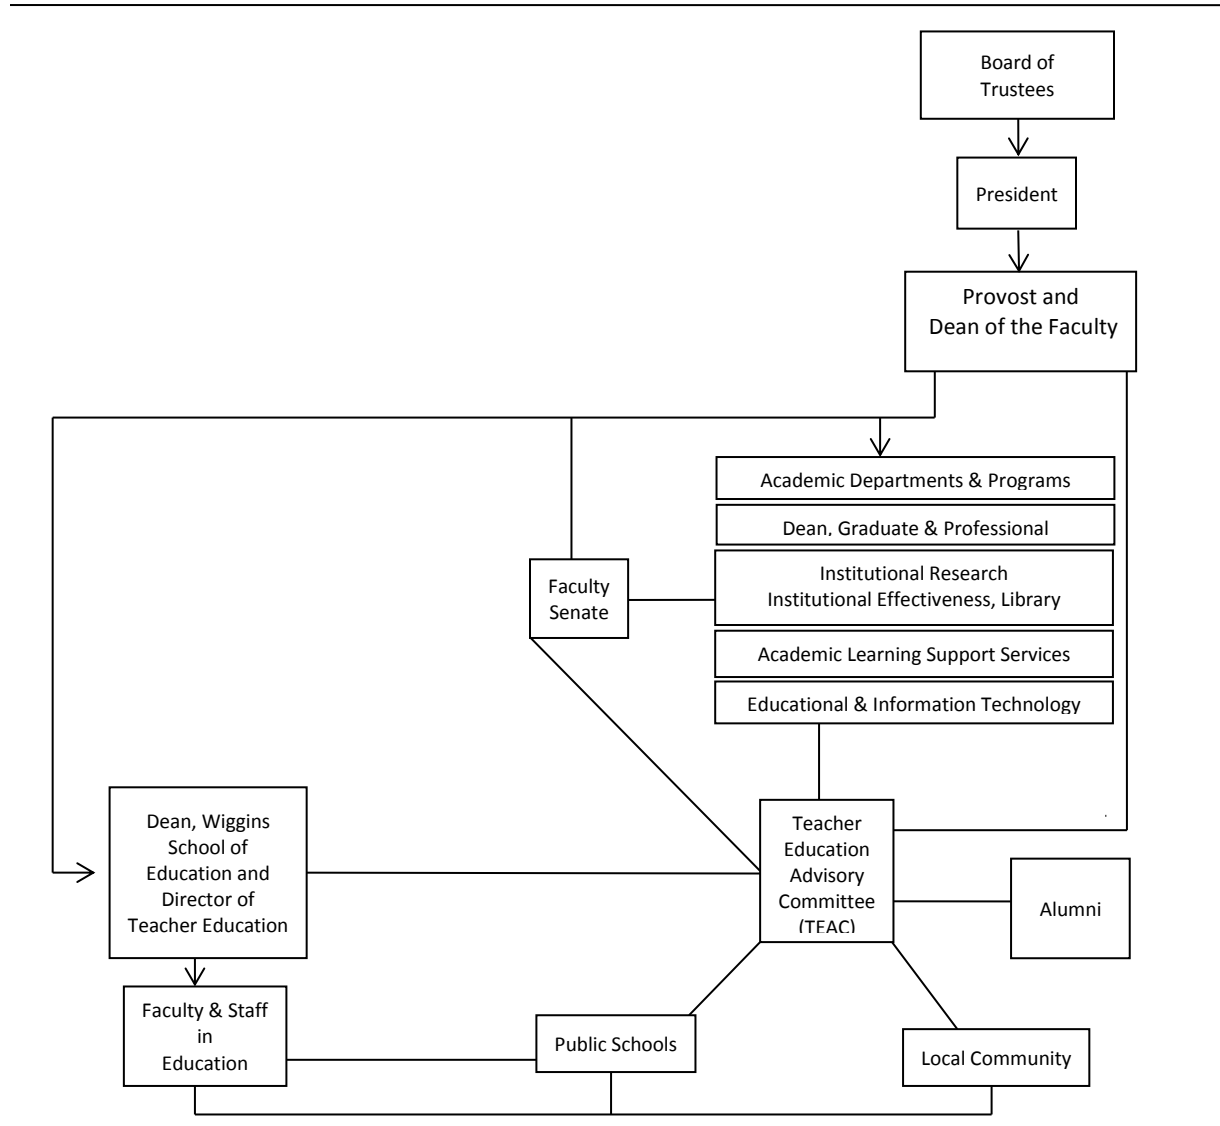 Board of
Trustees
President
Provost and
Dean of the Faculty
Academic Departments & Programs
Dean, Graduate & Professional
Institutional Research
Institutional Effectiveness, Library
Faculty
Senate
Academic Learning Support Services
Educational & Information Technology
Dean, Wiggins
School of
Education and
Director of
Teacher Education
Teacher
Education
Advisory
Committee
(TEAC)
Alumni
Faculty & Staff
in
Education
Public Schools
Local Community